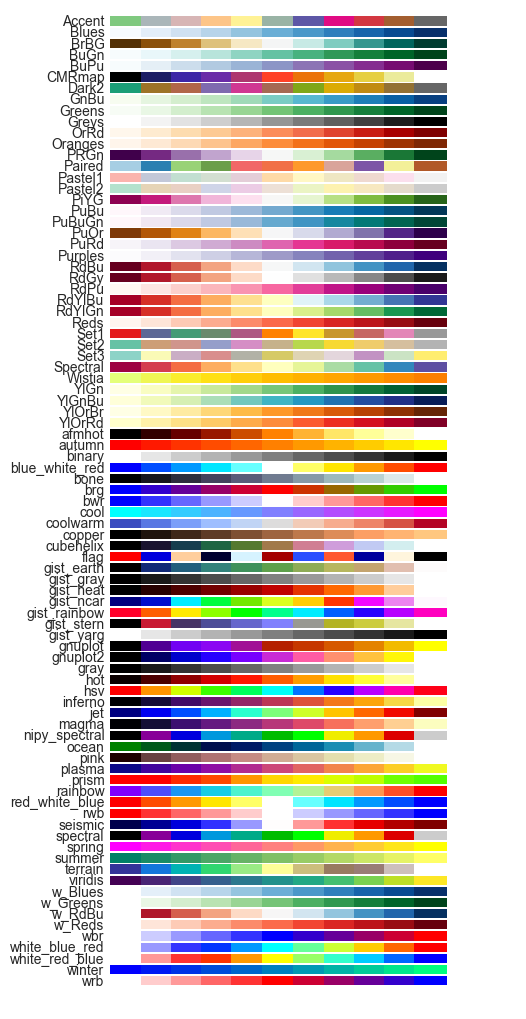 Accent
Blues
BrBG
BuGn
BuPu
CMRmap
Dark2
GnBu
Greens
Greys
OrRd
Oranges
PRGn
Paired
Pastel1
Pastel2
PiYG
PuBu
PuBuGn
PuOr
PuRd
Purples
RdBu
RdGy
RdPu
RdYlBu
RdYlGn
Reds
Set1
Set2
Set3
Spectral
Wistia
YlGn
YlGnBu
YlOrBr
YlOrRd
afmhot
autumn
binary
blue_white_red
bone
brg
bwr
cool
coolwarm
copper
cubehelix
flag
gist_earth
gist_gray
gist_heat
gist_ncar
gist_rainbow
gist_stern
gist_yarg
gnuplot
gnuplot2
gray
hot
hsv
inferno
jet
magma
nipy_spectral
ocean
pink
plasma
prism
rainbow
red_white_blue
rwb
seismic
spectral
spring
summer
terrain
viridis
w_Blues
w_Greens
w_RdBu
w_Reds
wbr
white_blue_red
white_red_blue
winter
wrb